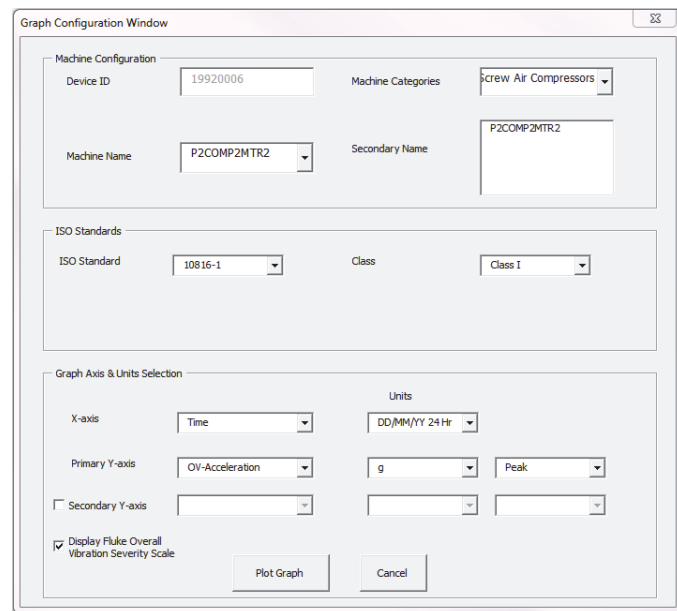 Graph Configuration Window
Machine Configuration
Device ID 19920006 Machine Categories Screw Air Compressors
Machine Name P2COMP2MTR2 Secondary Name P2COMP2MTR2
ISO Standards
ISO Standard 10816-1 Class Class I
Graph Axis & Units Selection
Units
X-axis Time DD/MM/YY 24 Hr
Primary Y-axis OV-Acceleration g Peak
Secondary Y-axis
Display Fluke Overall
Vibration Severity Scale
Plot Graph Cancel